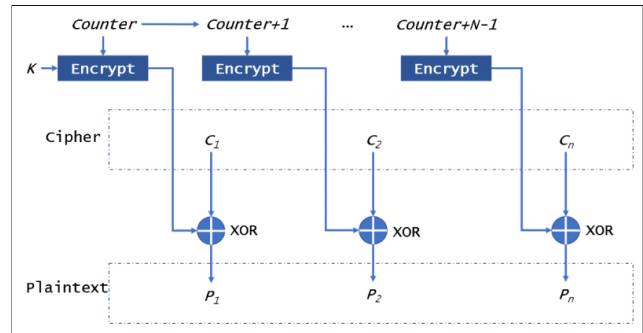 Counter Counter+1 … Counter+N-1
K Encrypt Encrypt Encrypt
Cipher C1 C2 Cn
XOR XOR XOR
Plaintext P1 P2 Pn